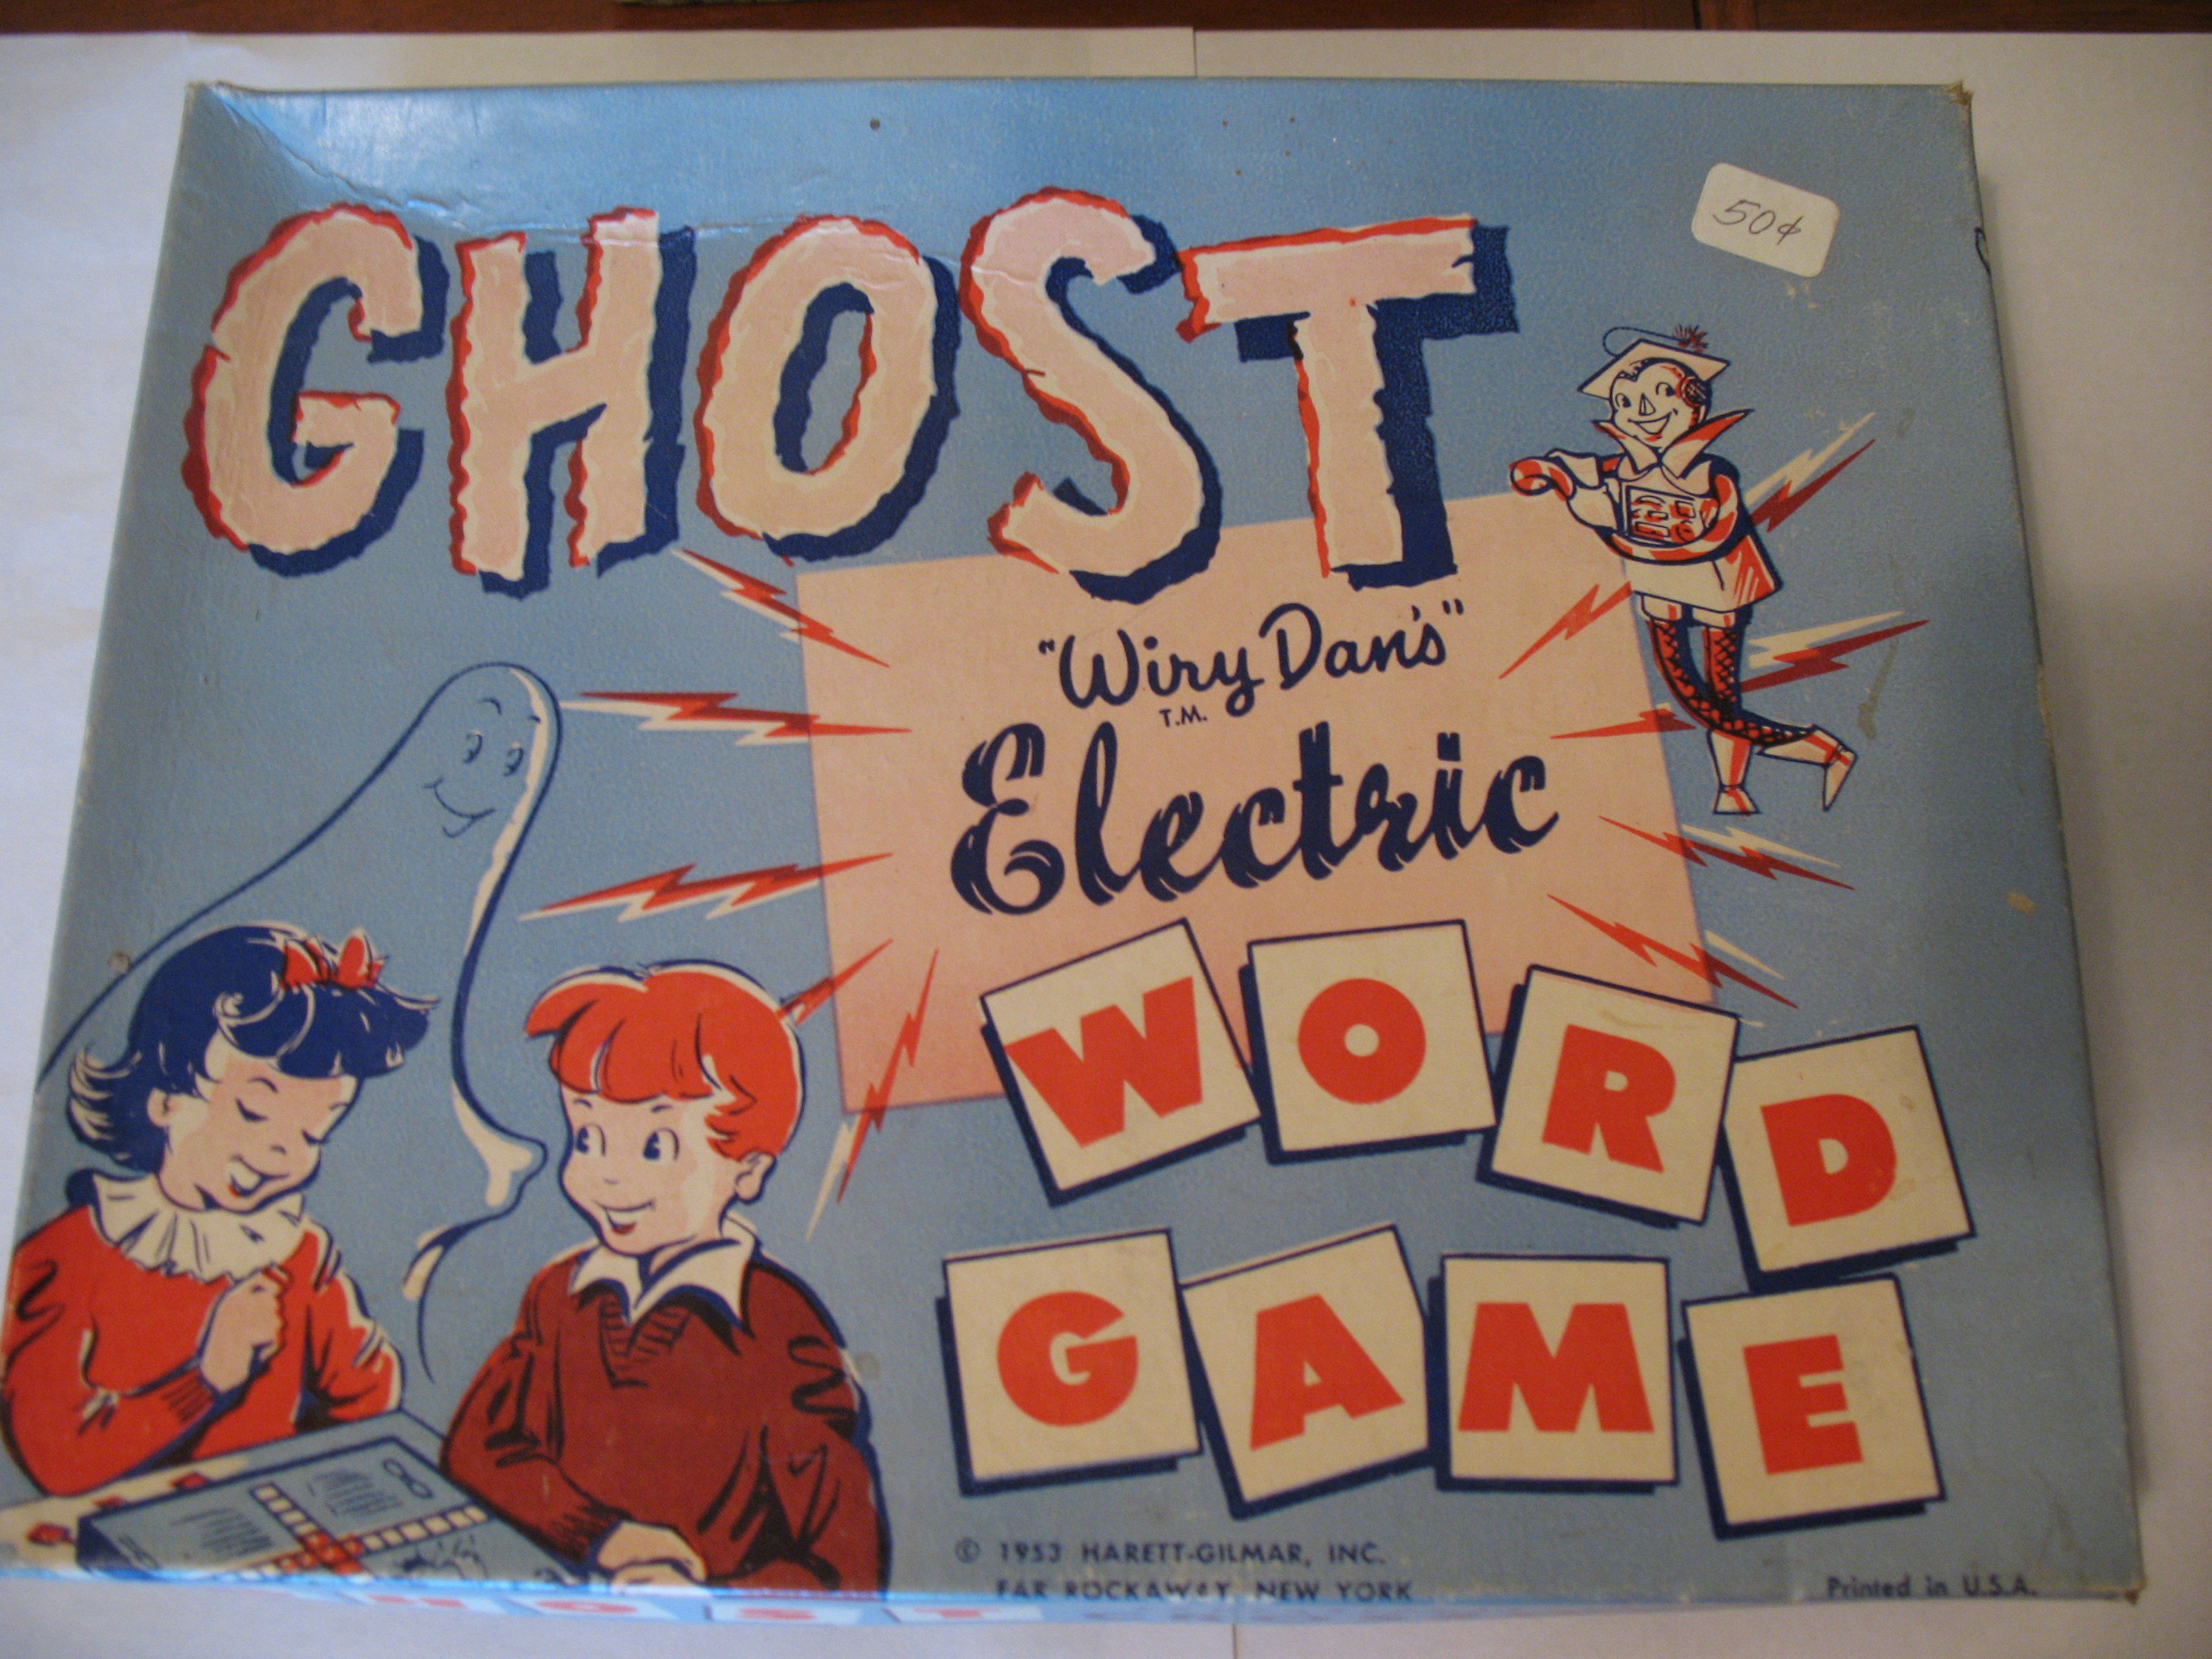 GHOST
50¢
"Wiry Dan's"
T.M.
Electric
WORD
GAME
© 1953 HARETT-GILMAR, INC.
FAR ROCKAWAY, NEW YORK
Printed in U.S.A.